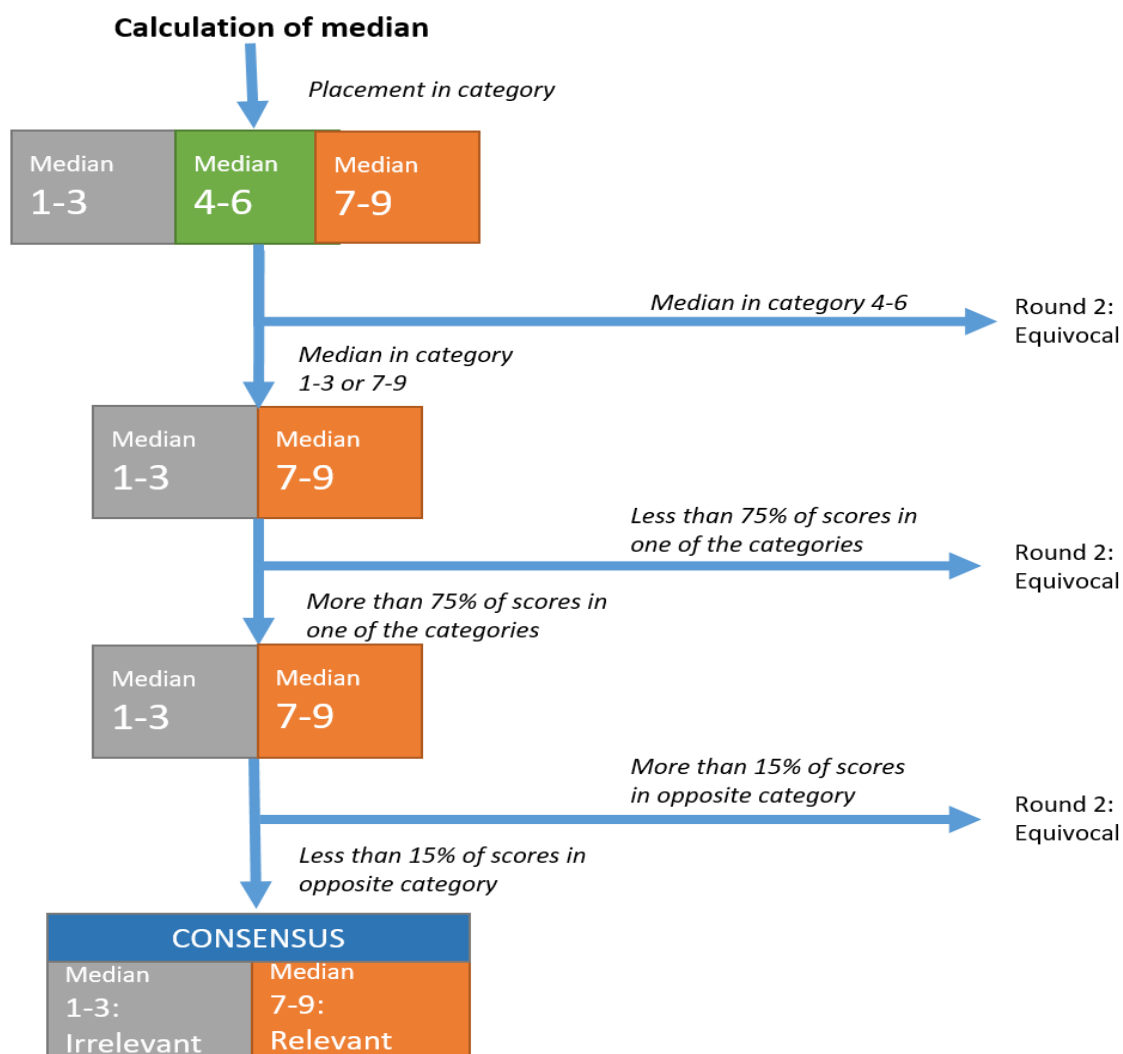 Calculation of median
Placement in category
Median
1-3
Median
4-6
Median
7-9
Median in category 4-6
Round 2:
Equivocal
Median in category
1-3 or 7-9
Median
1-3
Median
7-9
Less than 75% of scores in
one of the categories
Round 2:
Equivocal
More than 75% of scores in
one of the categories
Median
1-3
Median
7-9
More than 15% of scores
in opposite category
Round 2:
Equivocal
Less than 15% of scores in
opposite category
CONSENSUS
Median
1-3:
Irrelevant
Median
7-9:
Relevant